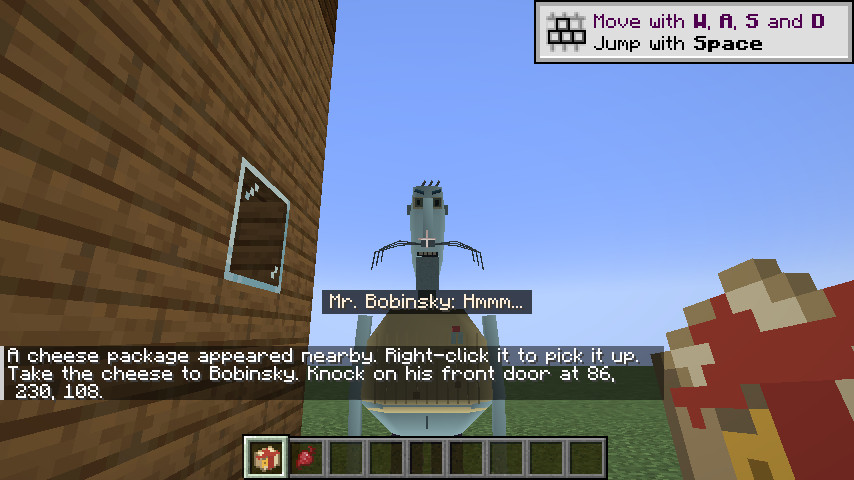 Move with W, A, S and D
Jump with Space
Mr. Bobinsky: Hmmm...
A cheese package appeared nearby. Right-click it to pick it up.
Take the cheese to Bobinsky. Knock on his front door at 86,
230, 108.